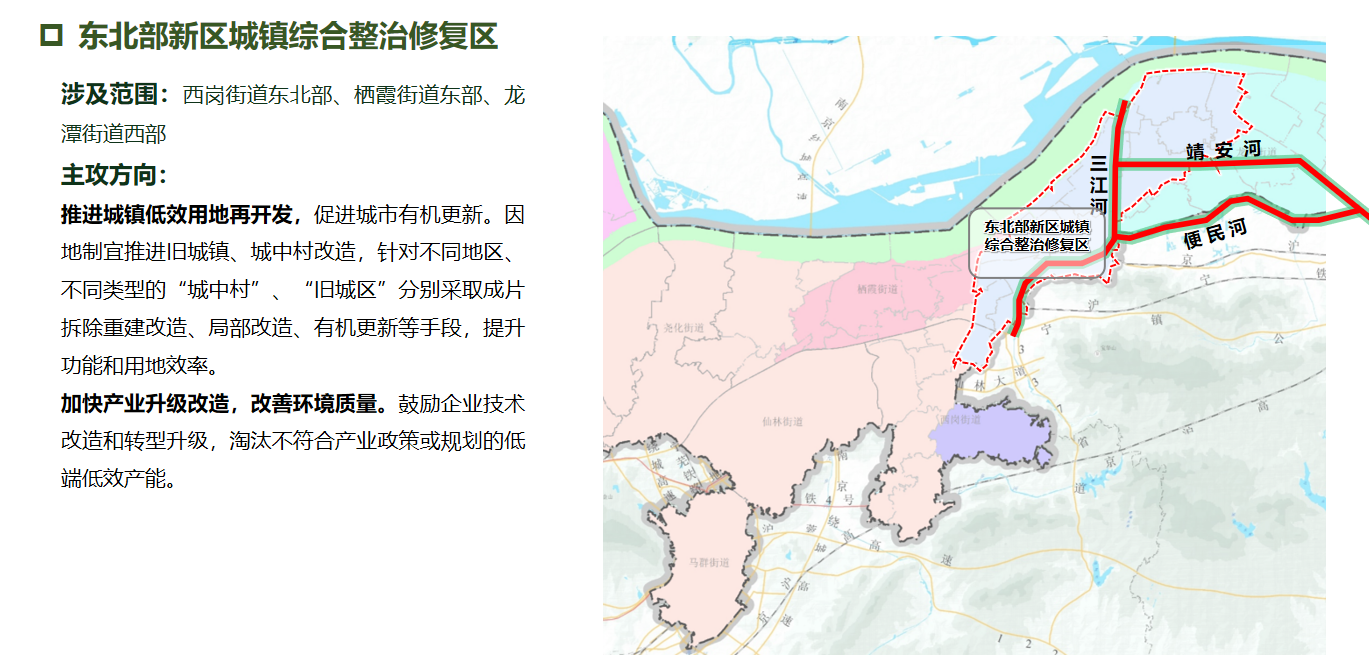 东北部新区城镇综合整治修复区
涉及范围：西岗街道东北部、栖霞街道东部、龙
潭街道西部
主攻方向：
推进城镇低效用地再开发，促进城市有机更新。因
地制宜推进旧城镇、城中村改造，针对不同地区、
不同类型的“城中村”、“旧城区”分别采取成片
拆除重建改造、局部改造、有机更新等手段，提升
功能和用地效率。
加快产业升级改造，改善环境质量。鼓励企业技术
改造和转型升级，淘汰不符合产业政策或规划的低
端低效产能。
靖安河
三江河
东北部新区城镇
综合整治修复区
便民河
栖霞街道
尧化街道
仙林街道
西岗街道
马群街道